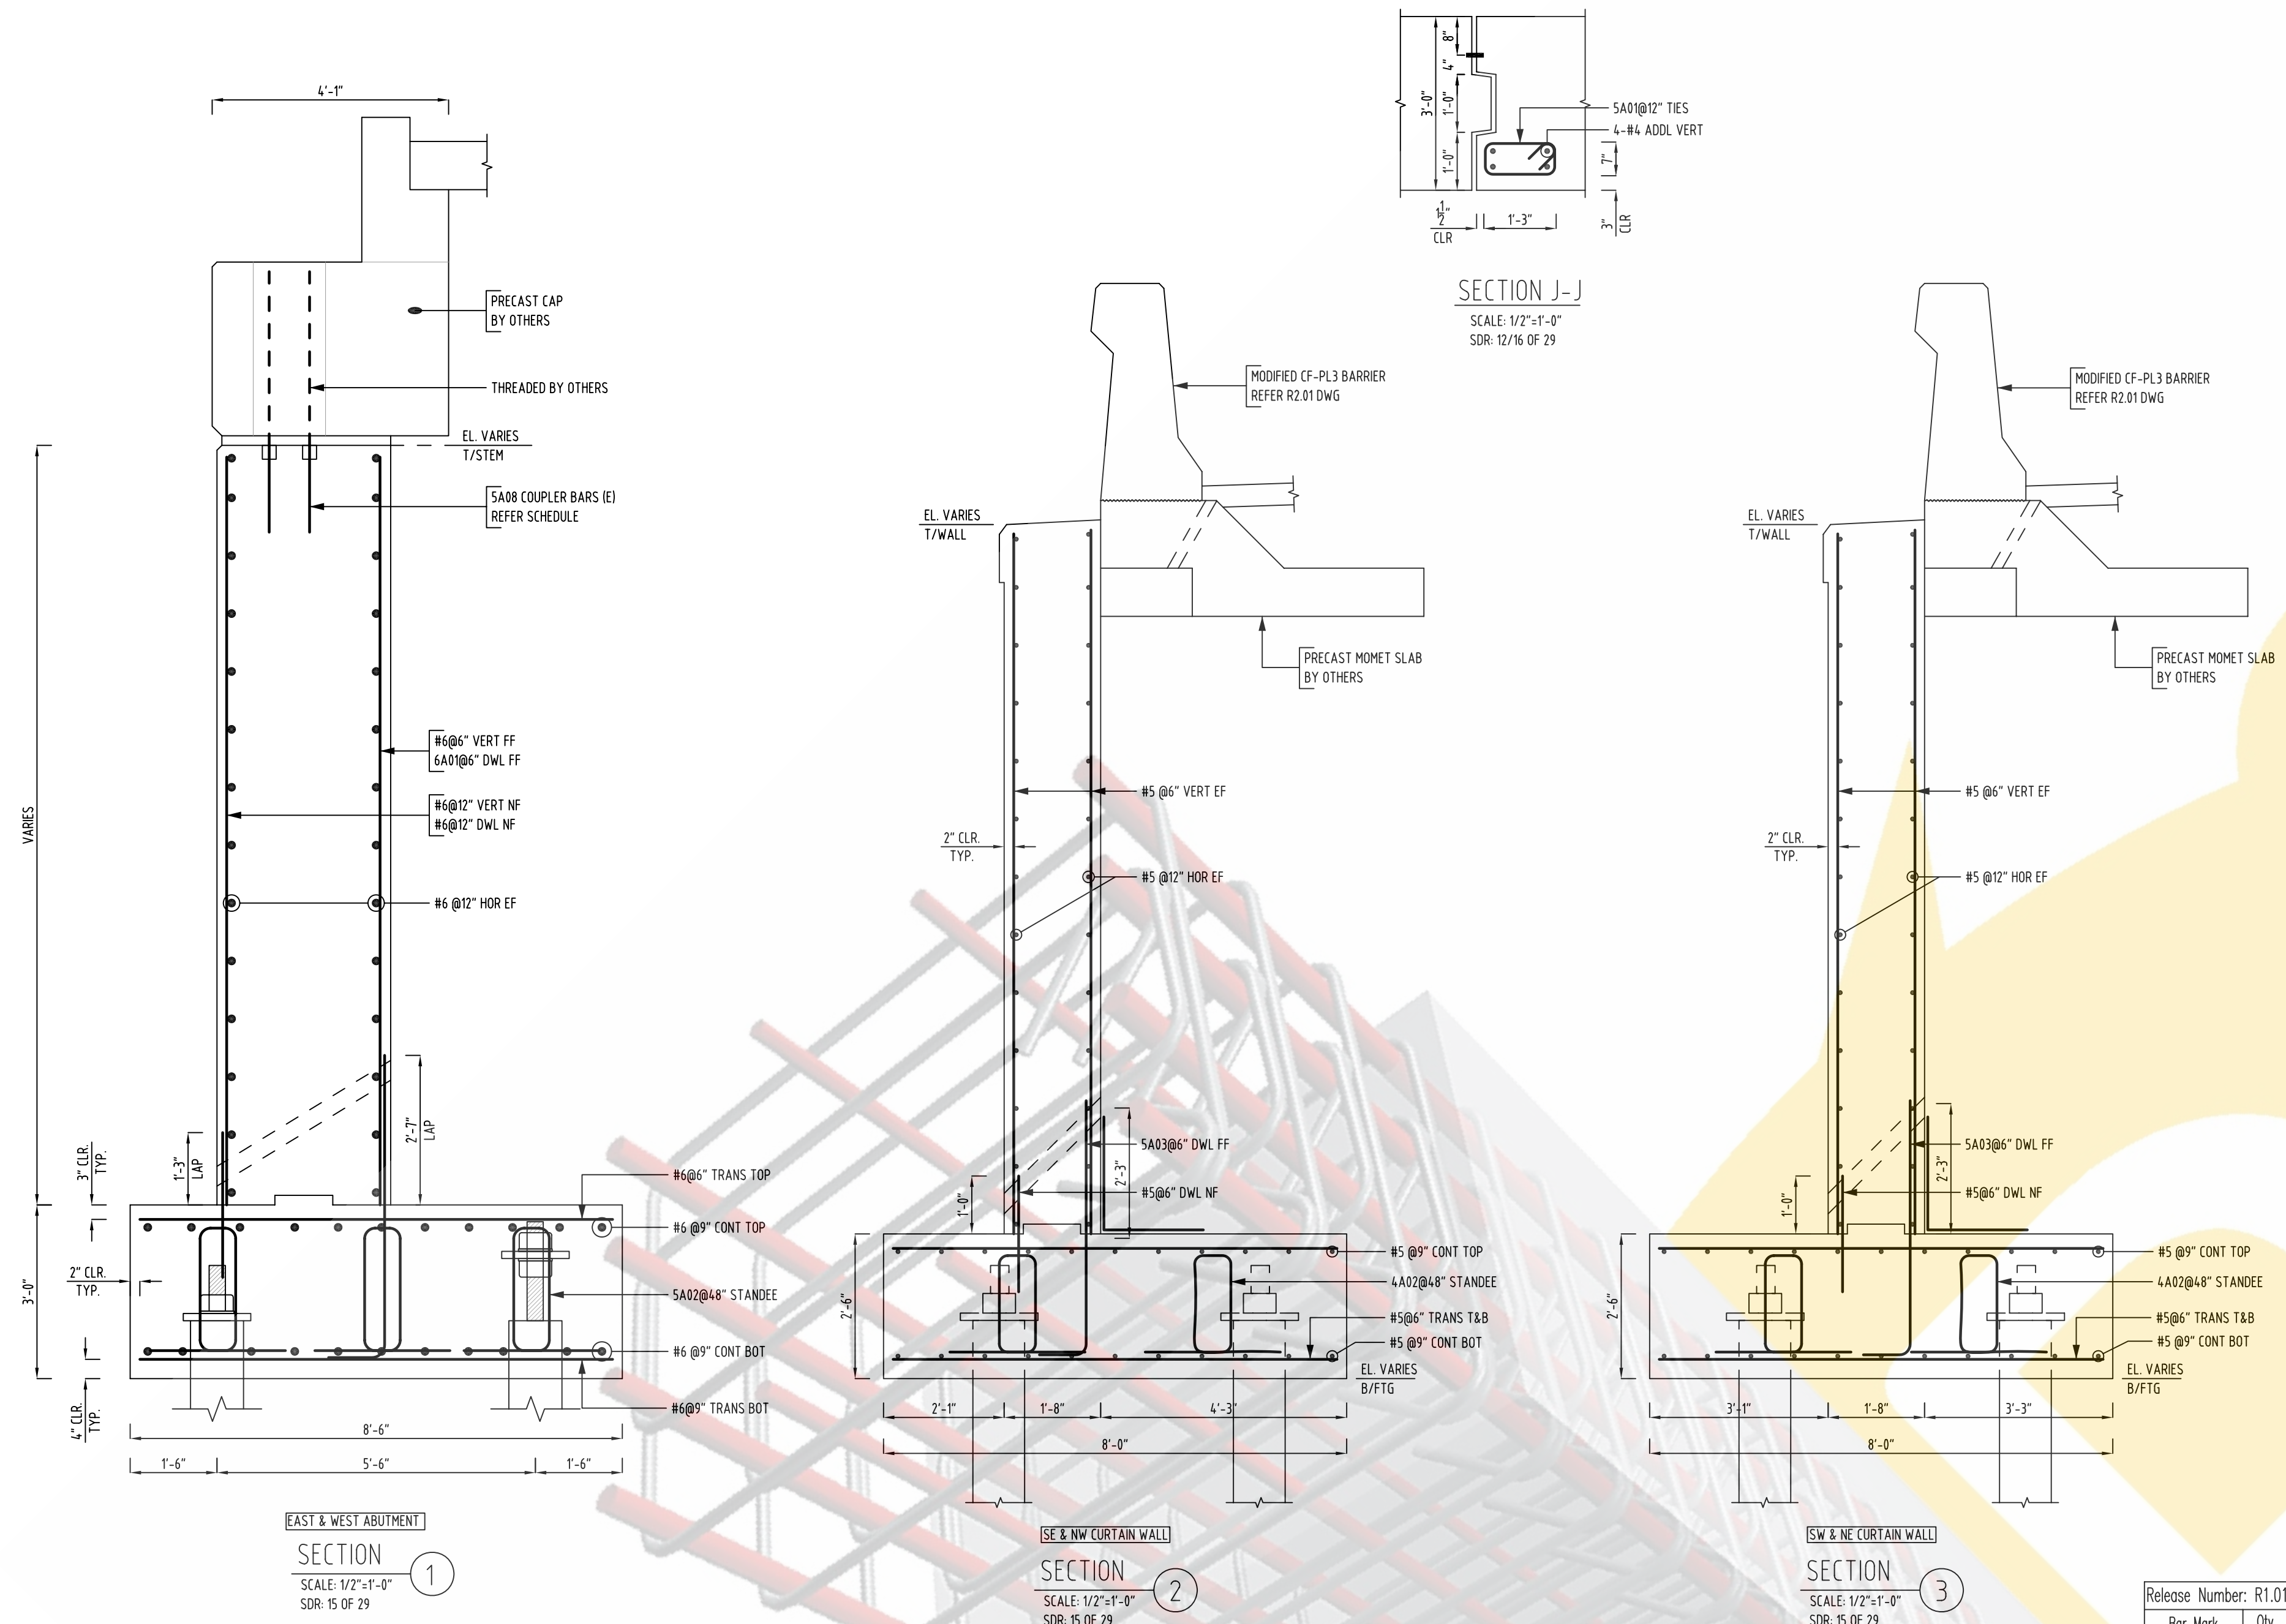 4'-1"
PRECAST CAP
BY OTHERS
THREADED BY OTHERS
EL. VARIES
T/STEM
5A08 COUPLER BARS (E)
REFER SCHEDULE
VARIES
#6@6" VERT FF
6A01@6" DWL FF
#6@12" VERT NF
#6@12" DWL NF
#6 @12" HOR EF
3" CLR.
TYP.
1'-3"
LAP
2'-7"
LAP
#6@6" TRANS TOP
#6 @9" CONT TOP
2" CLR.
TYP.
3'-0"
5A02@48" STANDEE
#6 @9" CONT BOT
4" CLR.
TYP.
#6@9" TRANS BOT
8'-6"
1'-6"
5'-6"
1'-6"
EAST & WEST ABUTMENT
SECTION
1
SCALE: 1/2"=1'-0"
SDR: 15 OF 29
8"
4"
3'-0"
1'-0"
1'-0"
5A01@12" TIES
4-#4 ADDL VERT
7"
1 1/2"
CLR
1'-3"
3"
CLR
SECTION J-J
SCALE: 1/2"=1'-0"
SDR: 12/16 OF 29
MODIFIED CF-PL3 BARRIER
REFER R2.01 DWG
EL. VARIES
T/WALL
PRECAST MOMET SLAB
BY OTHERS
#5 @6" VERT EF
2" CLR.
TYP.
#5 @12" HOR EF
5A03@6" DWL FF
2'-3"
1'-0"
#5@6" DWL NF
#5 @9" CONT TOP
4A02@48" STANDEE
2'-6"
#5@6" TRANS T&B
#5 @9" CONT BOT
EL. VARIES
B/FTG
2'-1"
1'-8"
4'-3"
8'-0"
SE & NW CURTAIN WALL
SECTION
2
SCALE: 1/2"=1'-0"
SDR: 15 OF 29
MODIFIED CF-PL3 BARRIER
REFER R2.01 DWG
EL. VARIES
T/WALL
PRECAST MOMET SLAB
BY OTHERS
#5 @6" VERT EF
2" CLR.
TYP.
#5 @12" HOR EF
5A03@6" DWL FF
2'-3"
1'-0"
#5@6" DWL NF
#5 @9" CONT TOP
4A02@48" STANDEE
2'-6"
#5@6" TRANS T&B
#5 @9" CONT BOT
EL. VARIES
B/FTG
3'-1"
1'-8"
3'-3"
8'-0"
SW & NE CURTAIN WALL
SECTION
3
SCALE: 1/2"=1'-0"
SDR: 15 OF 29
Release Number: R1.01
Bar Mark Qty